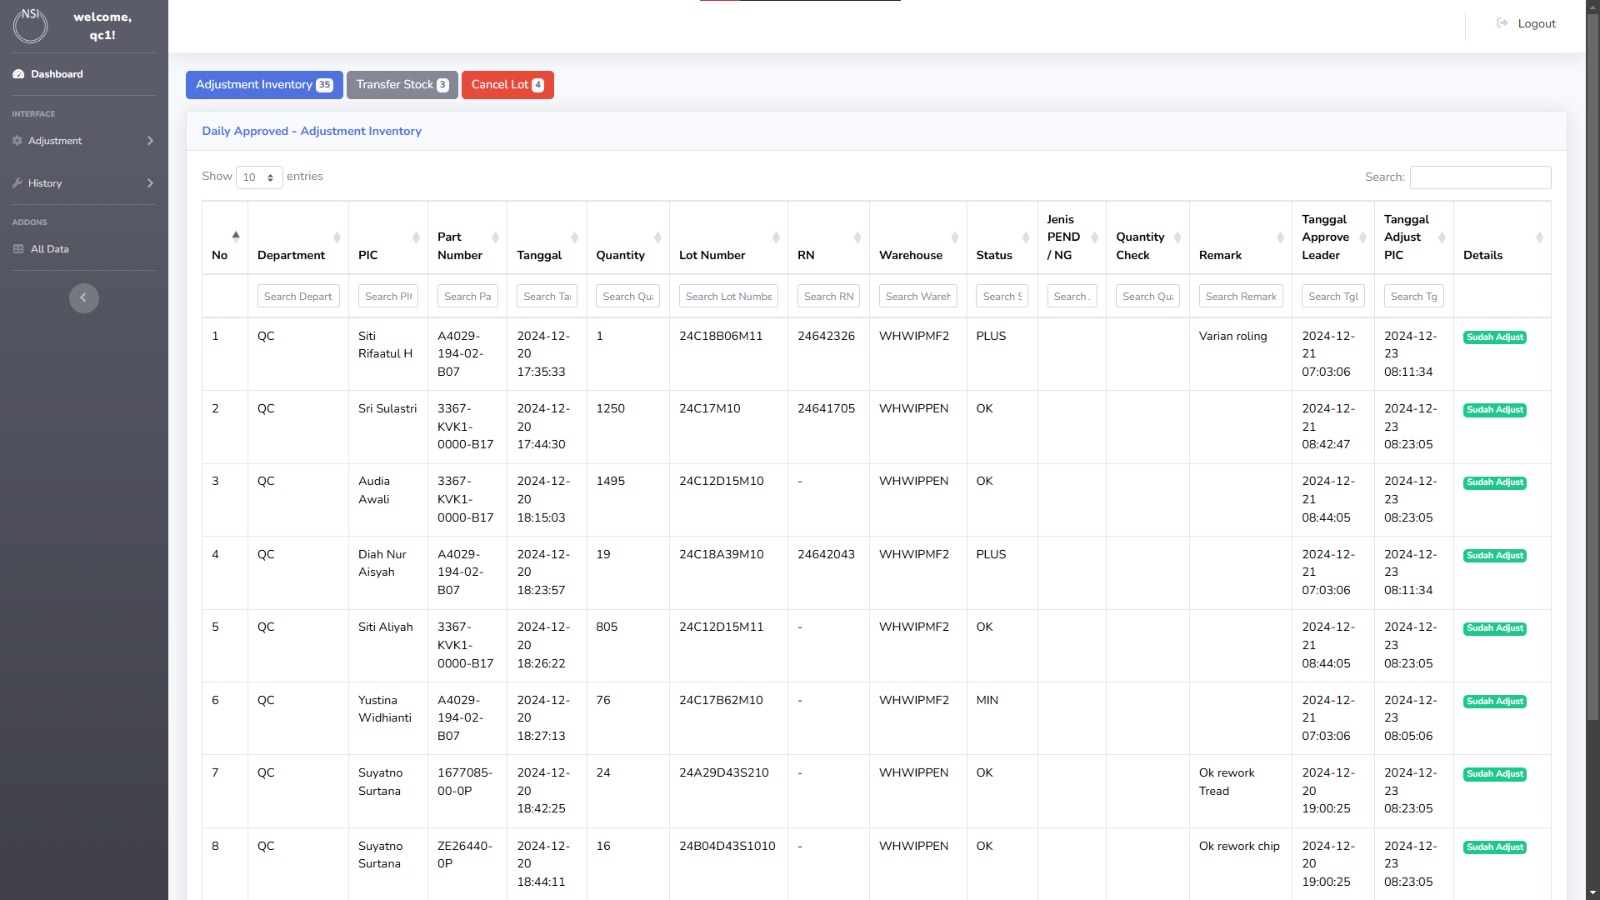 NSI
welcome,
qc1!
Logout
Dashboard
INTERFACE
Adjustment
History
ADDONS
All Data
Adjustment Inventory 35 Transfer Stock 3 Cancel Lot 4
Daily Approved - Adjustment Inventory
Show 10 entries
Search:
No Department PIC Part Number Tanggal Quantity Lot Number RN Warehouse Status Jenis PEND / NG Quantity Check Remark Tanggal Approve Leader Tanggal Adjust PIC Details
Search Depart Search PI Search Pa Search Ta Search Qu Search Lot Numbe Search RN Search Wareh Search S Search . Search Qu Search Remark Search Tgl Search Tg
1 QC Siti Rifaatul H A4029-194-02-B07 2024-12-20 17:35:33 1 24C18B06M11 24642326 WHWIPMF2 PLUS Varian roling 2024-12-21 07:03:06 2024-12-23 08:11:34 Sudah Adjust
2 QC Sri Sulastri 3367-KVK1-0000-B17 2024-12-20 17:44:30 1250 24C17M10 24641705 WHWIPPEN OK 2024-12-21 08:42:47 2024-12-23 08:23:05 Sudah Adjust
3 QC Audia Awali 3367-KVK1-0000-B17 2024-12-20 18:15:03 1495 24C12D15M10 - WHWIPPEN OK 2024-12-21 08:44:05 2024-12-23 08:23:05 Sudah Adjust
4 QC Diah Nur Aisyah A4029-194-02-B07 2024-12-20 18:23:57 19 24C18A39M10 24642043 WHWIPMF2 PLUS 2024-12-21 07:03:06 2024-12-23 08:11:34 Sudah Adjust
5 QC Siti Aliyah 3367-KVK1-0000-B17 2024-12-20 18:26:22 805 24C12D15M11 - WHWIPMF2 OK 2024-12-21 08:44:05 2024-12-23 08:23:05 Sudah Adjust
6 QC Yustina Widhianti A4029-194-02-B07 2024-12-20 18:27:13 76 24C17B62M10 - WHWIPMF2 MIN 2024-12-21 07:03:06 2024-12-23 08:05:06 Sudah Adjust
7 QC Suyatno Surtana 1677085-00-0P 2024-12-20 18:42:25 24 24A29D43S210 - WHWIPPEN OK Ok rework Tread 2024-12-20 19:00:25 2024-12-23 08:23:05 Sudah Adjust
8 QC Suyatno Surtana ZE26440-0P 2024-12-20 18:44:11 16 24B04D43S1010 - WHWIPPEN OK Ok rework chip 2024-12-20 19:00:25 2024-12-23 08:23:05 Sudah Adjust